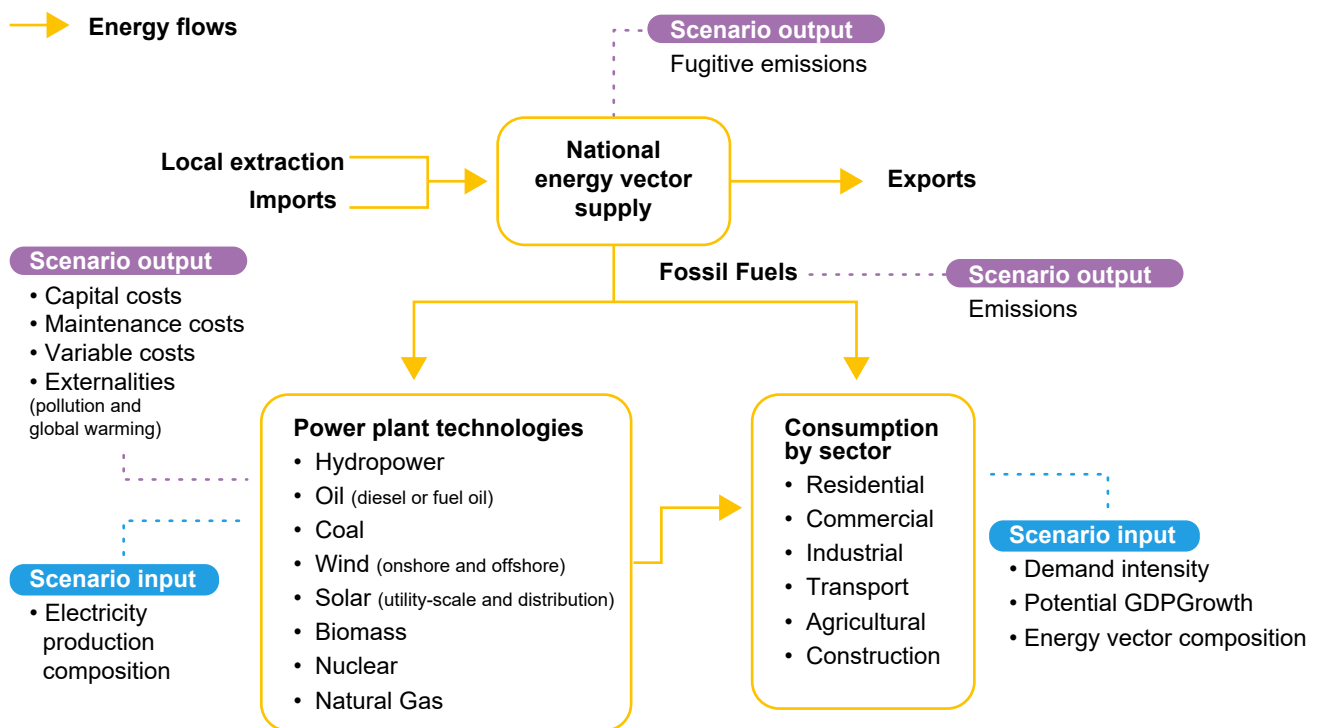 Energy flows
Scenario output
Fugitive emissions
Local extraction
Imports
National
energy vector
supply
Exports
Scenario output
• Capital costs
• Maintenance costs
• Variable costs
• Externalities
(pollution and
global warming)
Fossil Fuels
Scenario output
Emissions
Power plant technologies
• Hydropower
• Oil (diesel or fuel oil)
• Coal
• Wind (onshore and offshore)
• Solar (utility-scale and distribution)
• Biomass
• Nuclear
• Natural Gas
Consumption
by sector
• Residential
• Commercial
• Industrial
• Transport
• Agricultural
• Construction
Scenario input
• Electricity
production
composition
Scenario input
• Demand intensity
• Potential GDPGrowth
• Energy vector composition